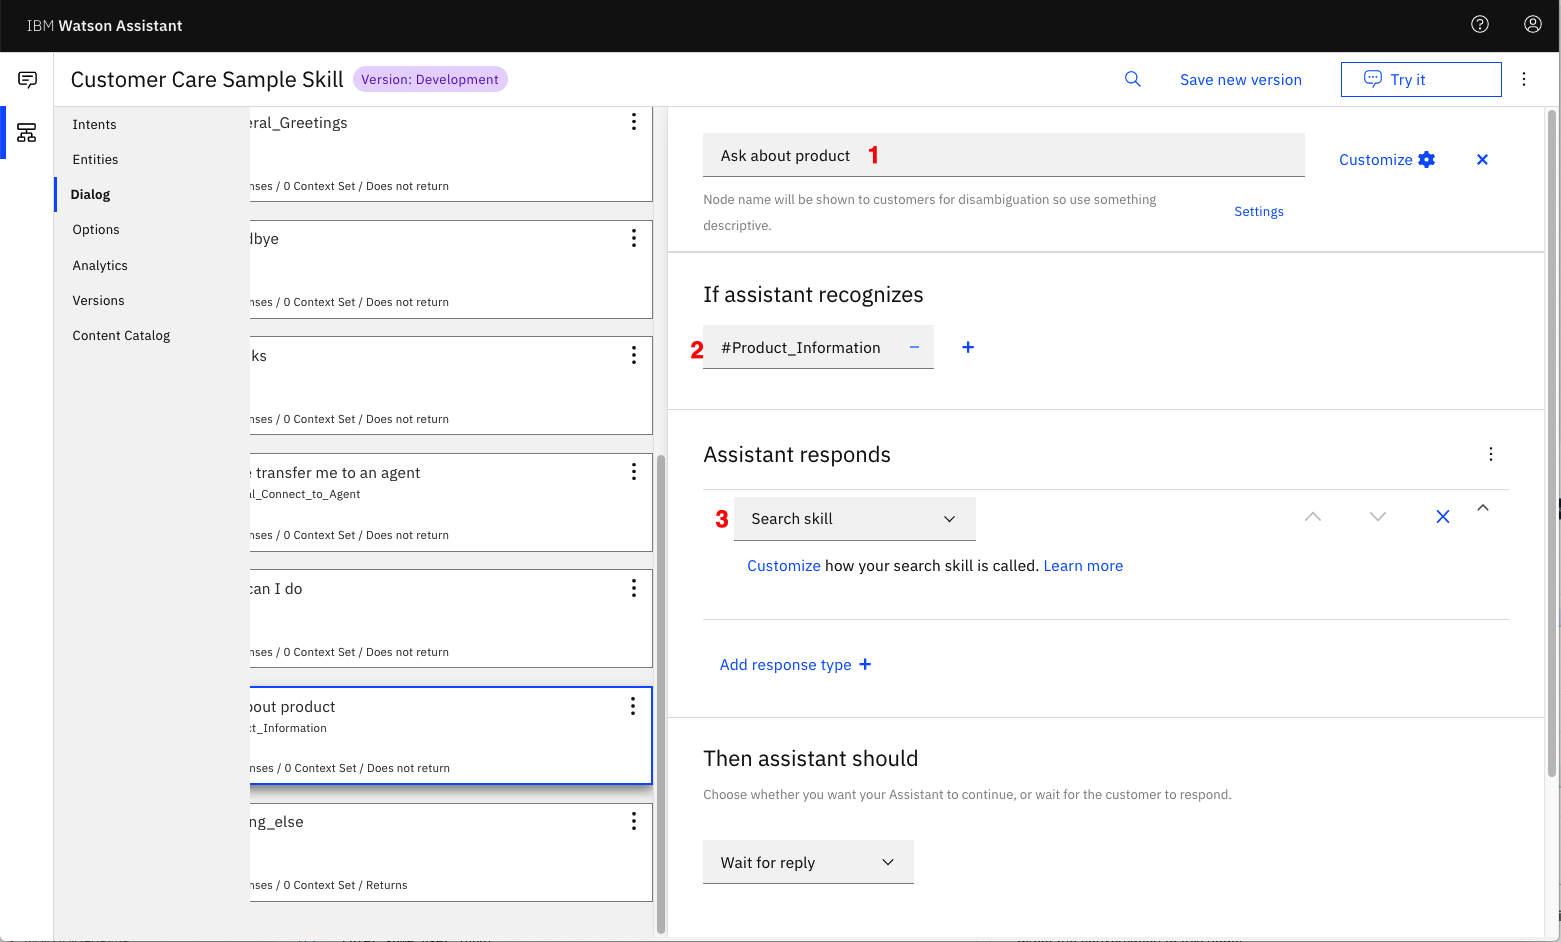 IBM Watson Assistant
Customer Care Sample Skill
Version: Development
Save new version
Try it
Intents
Entities
Dialog
Options
Analytics
Versions
Content Catalog
eral_Greetings
nses / 0 Context Set / Does not return
dbye
nses / 0 Context Set / Does not return
ks
nses / 0 Context Set / Does not return
e transfer me to an agent
al_Connect_to_Agent
nses / 0 Context Set / Does not return
can I do
nses / 0 Context Set / Does not return
bout product
ct_Information
nses / 0 Context Set / Does not return
ng_else
nses / 0 Context Set / Returns
Ask about product 1
Customize
Node name will be shown to customers for disambiguation so use something
descriptive.
Settings
If assistant recognizes
2 #Product_Information
Assistant responds
3 Search skill
Customize how your search skill is called. Learn more
Add response type +
Then assistant should
Choose whether you want your Assistant to continue, or wait for the customer to respond.
Wait for reply